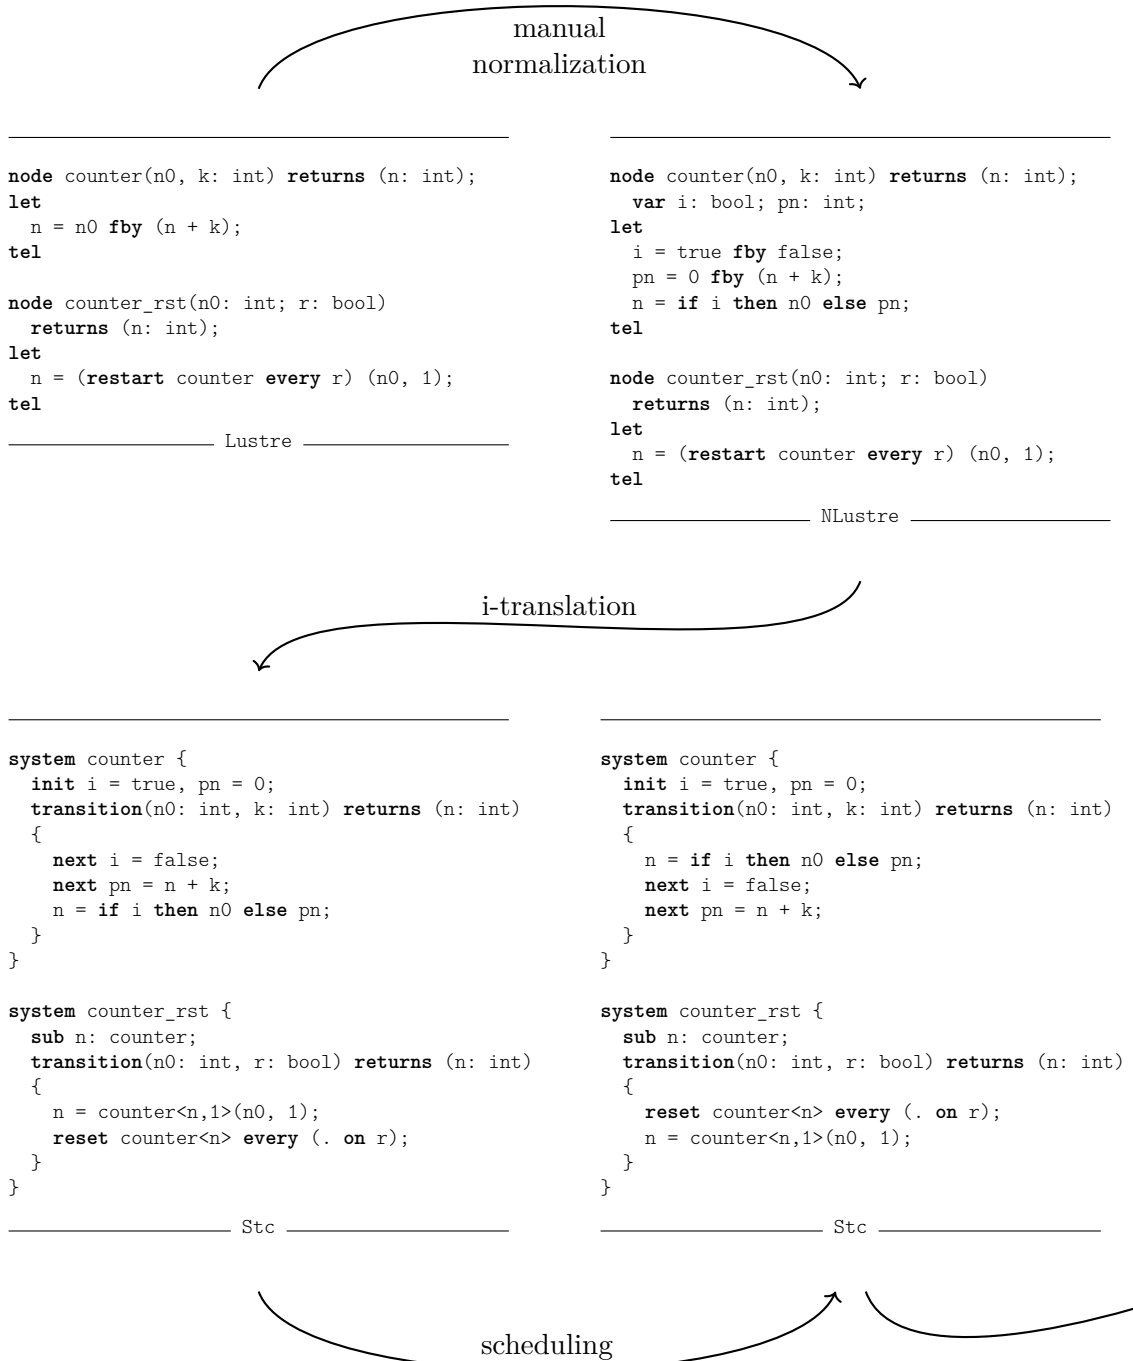 manual
normalization
node counter(n0, k: int) returns (n: int);
let
  n = n0 fby (n + k);
tel
node counter_rst(n0: int; r: bool)
  returns (n: int);
let
  n = (restart counter every r) (n0, 1);
tel
Lustre
node counter(n0, k: int) returns (n: int);
  var i: bool; pn: int;
let
  i = true fby false;
  pn = 0 fby (n + k);
  n = if i then n0 else pn;
tel
node counter_rst(n0: int; r: bool)
  returns (n: int);
let
  n = (restart counter every r) (n0, 1);
tel
NLustre
i-translation
system counter {
  init i = true, pn = 0;
  transition(n0: int, k: int) returns (n: int)
  {
    next i = false;
    next pn = n + k;
    n = if i then n0 else pn;
  }
}
system counter_rst {
  sub n: counter;
  transition(n0: int, r: bool) returns (n: int)
  {
    n = counter<n,1>(n0, 1);
    reset counter<n> every (. on r);
  }
}
Stc
system counter {
  init i = true, pn = 0;
  transition(n0: int, k: int) returns (n: int)
  {
    n = if i then n0 else pn;
    next i = false;
    next pn = n + k;
  }
}
system counter_rst {
  sub n: counter;
  transition(n0: int, r: bool) returns (n: int)
  {
    reset counter<n> every (. on r);
    n = counter<n,1>(n0, 1);
  }
}
Stc
scheduling